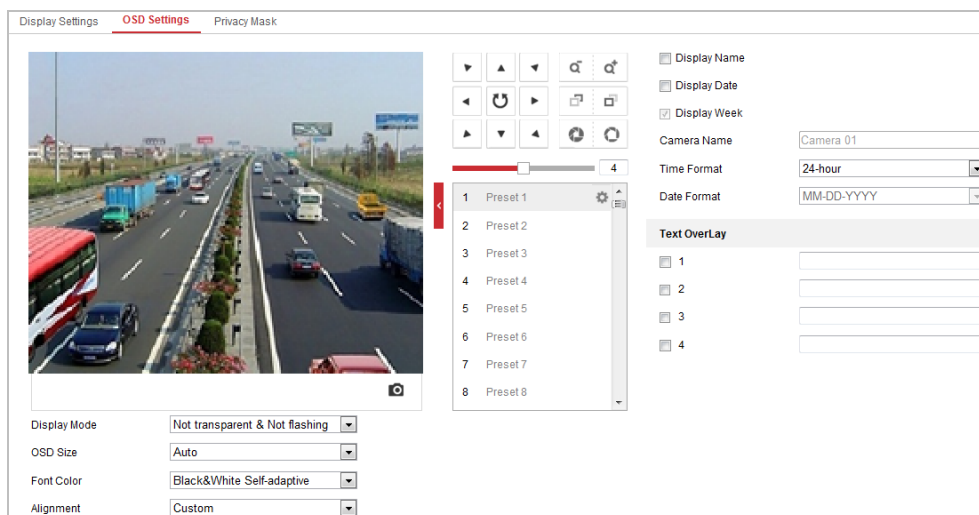 Display Settings OSD Settings Privacy Mask
Display Name
Display Date
Display Week
Camera Name Camera 01
Time Format 24-hour
Date Format MM-DD-YYYY
Text OverLay
1
2
3
4
4
1 Preset 1
2 Preset 2
3 Preset 3
4 Preset 4
5 Preset 5
6 Preset 6
7 Preset 7
8 Preset 8
Display Mode Not transparent & Not flashing
OSD Size Auto
Font Color Black&White Self-adaptive
Alignment Custom